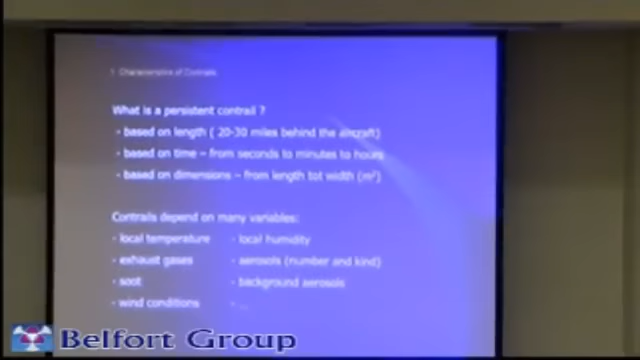 1 Characteristics of Contrails
What is a persistent contrail ?
- based on length ( 20-30 miles behind the aircraft)
- based on time – from seconds to minutes to hours
- based on dimensions – from length tot width (m²)
Contrails depend on many variables:
- local temperature - local humidity
- exhaust gases - aerosols (number and kind)
- soot - background aerosols
- wind conditions - ...
Belfort Group